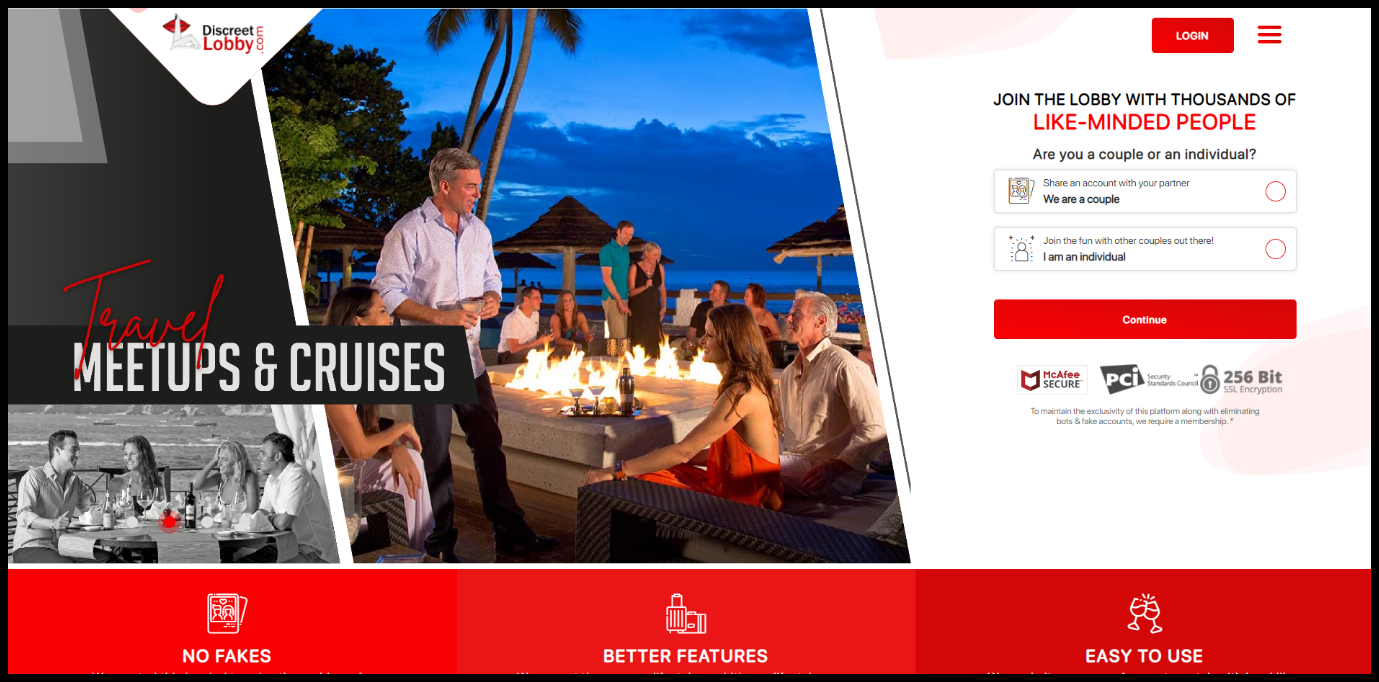 Discreet
Lobby.com
LOGIN
JOIN THE LOBBY WITH THOUSANDS OF
LIKE-MINDED PEOPLE
Are you a couple or an individual?
Share an account with your partner
We are a couple
Join the fun with other couples out there!
I am an individual
Continue
McAfee
SECURE™
PCi
Security
Standards Council™
256 Bit
SSL Encryption
To maintain the exclusivity of this platform along with eliminating
bots & fake accounts, we require a membership. *
Travel
MEETUPS & CRUISES
NO FAKES
BETTER FEATURES
EASY TO USE